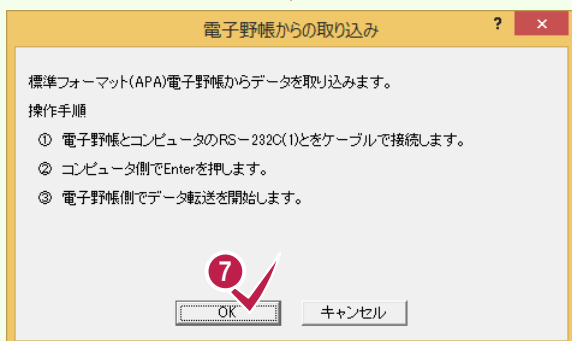 電子野帳からの取り込み ? ×
標準フォーマット(APA)電子野帳からデータを取り込みます。
操作手順
① 電子野帳とコンピュータのRS－232C(1)とをケーブルで接続します。
② コンピュータ側でEnterを押します。
③ 電子野帳側でデータ転送を開始します。
7
OK キャンセル